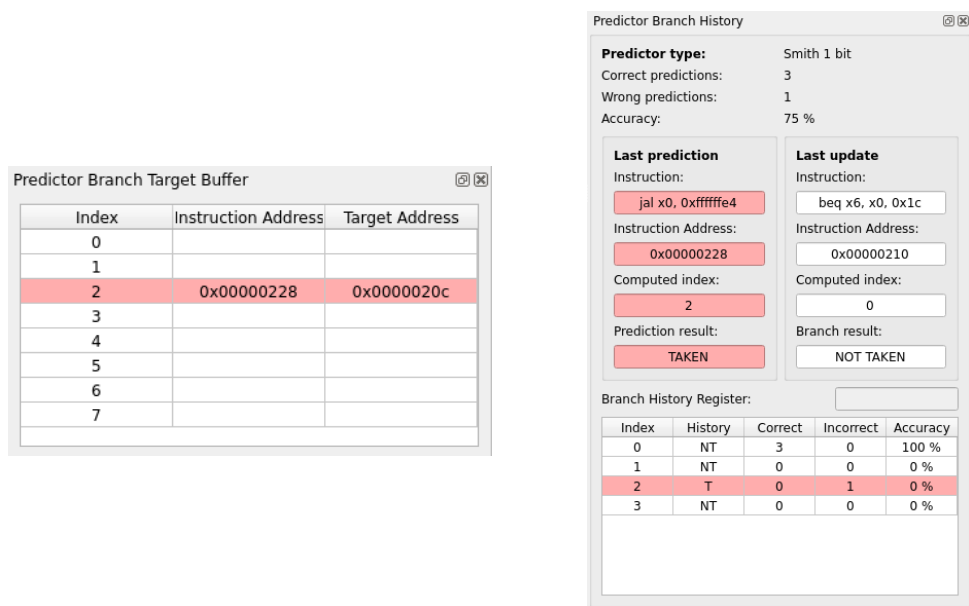 Predictor Branch Target Buffer
Index Instruction Address Target Address
0
1
2 0x00000228 0x0000020c
3
4
5
6
7
Predictor Branch History
Predictor type: Smith 1 bit
Correct predictions: 3
Wrong predictions: 1
Accuracy: 75 %
Last prediction
Instruction:
jal x0, 0xffffffe4
Instruction Address:
0x00000228
Computed index:
2
Prediction result:
TAKEN
Last update
Instruction:
beq x6, x0, 0x1c
Instruction Address:
0x00000210
Computed index:
0
Branch result:
NOT TAKEN
Branch History Register:
Index History Correct Incorrect Accuracy
0 NT 3 0 100 %
1 NT 0 0 0 %
2 T 0 1 0 %
3 NT 0 0 0 %